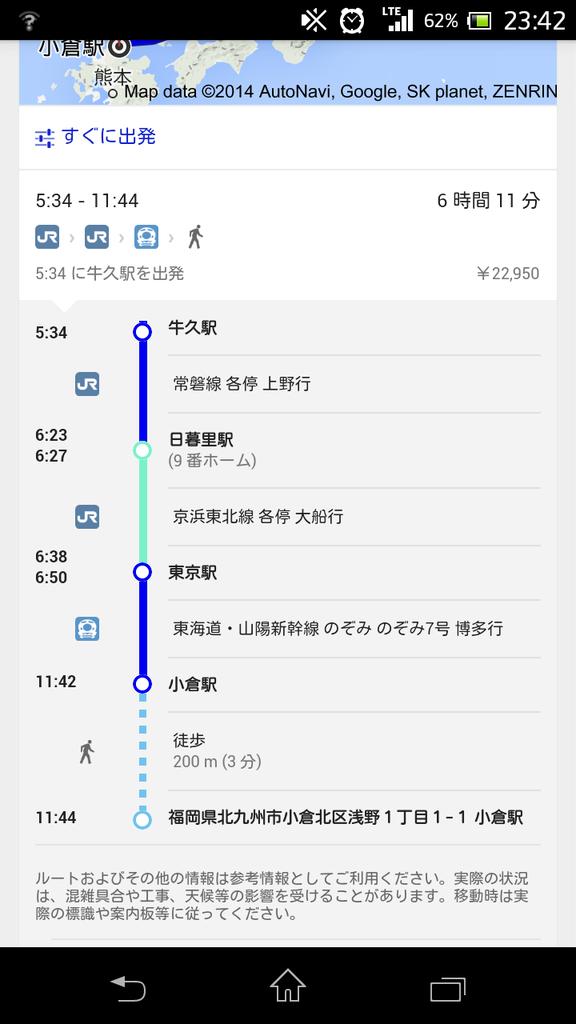 LTE 62% 23:42
小倉駅
熊本
Map data ©2014 AutoNavi, Google, SK planet, ZENRIN
すぐに出発
5:34 - 11:44 6 時間 11 分
JR › JR › ›
5:34 に牛久駅を出発 ￥22,950
5:34 牛久駅
JR 常磐線 各停 上野行
6:23 日暮里駅
6:27 (9 番ホーム)
JR 京浜東北線 各停 大船行
6:38
6:50 東京駅
東海道・山陽新幹線 のぞみ のぞみ7号 博多行
11:42 小倉駅
徒歩
200 m (3 分)
11:44 福岡県北九州市小倉北区浅野１丁目１−１ 小倉駅
ルートおよびその他の情報は参考情報としてご利用ください。実際の状況
は、混雑具合や工事、天候等の影響を受けることがあります。移動時は実
際の標識や案内板等に従ってください。